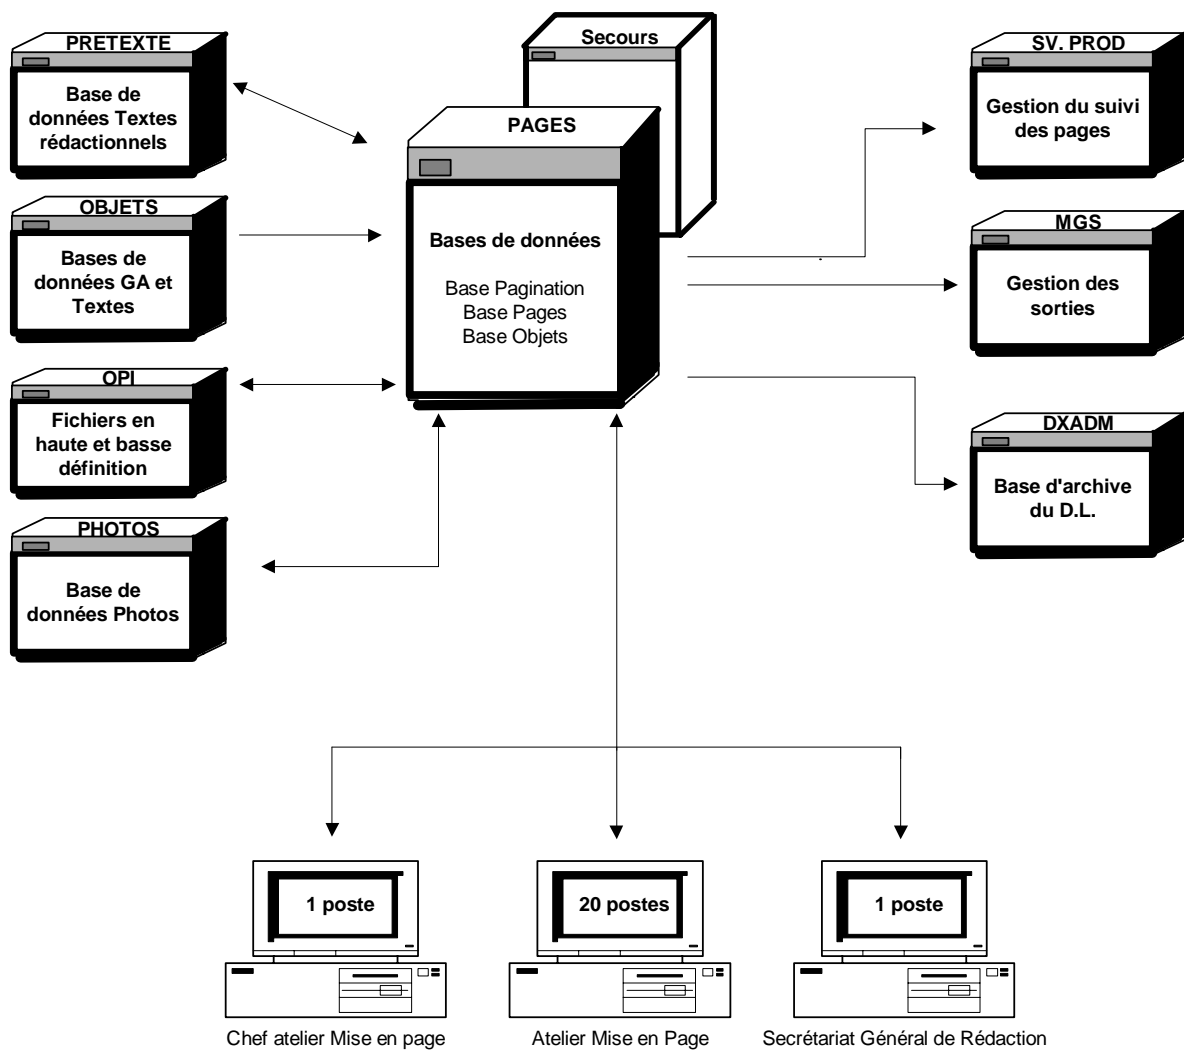 PRETEXTE
Base de
données Textes
rédactionnels
OBJETS
Bases de
données GA et
Textes
OPI
Fichiers en
haute et basse
définition
PHOTOS
Base de
données Photos
Secours
PAGES
Bases de données
Base Pagination
Base Pages
Base Objets
SV. PROD
Gestion du suivi
des pages
MGS
Gestion des
sorties
DXADM
Base d'archive
du D.L.
1 poste
Chef atelier Mise en page
20 postes
Atelier Mise en Page
1 poste
Secrétariat Général de Rédaction